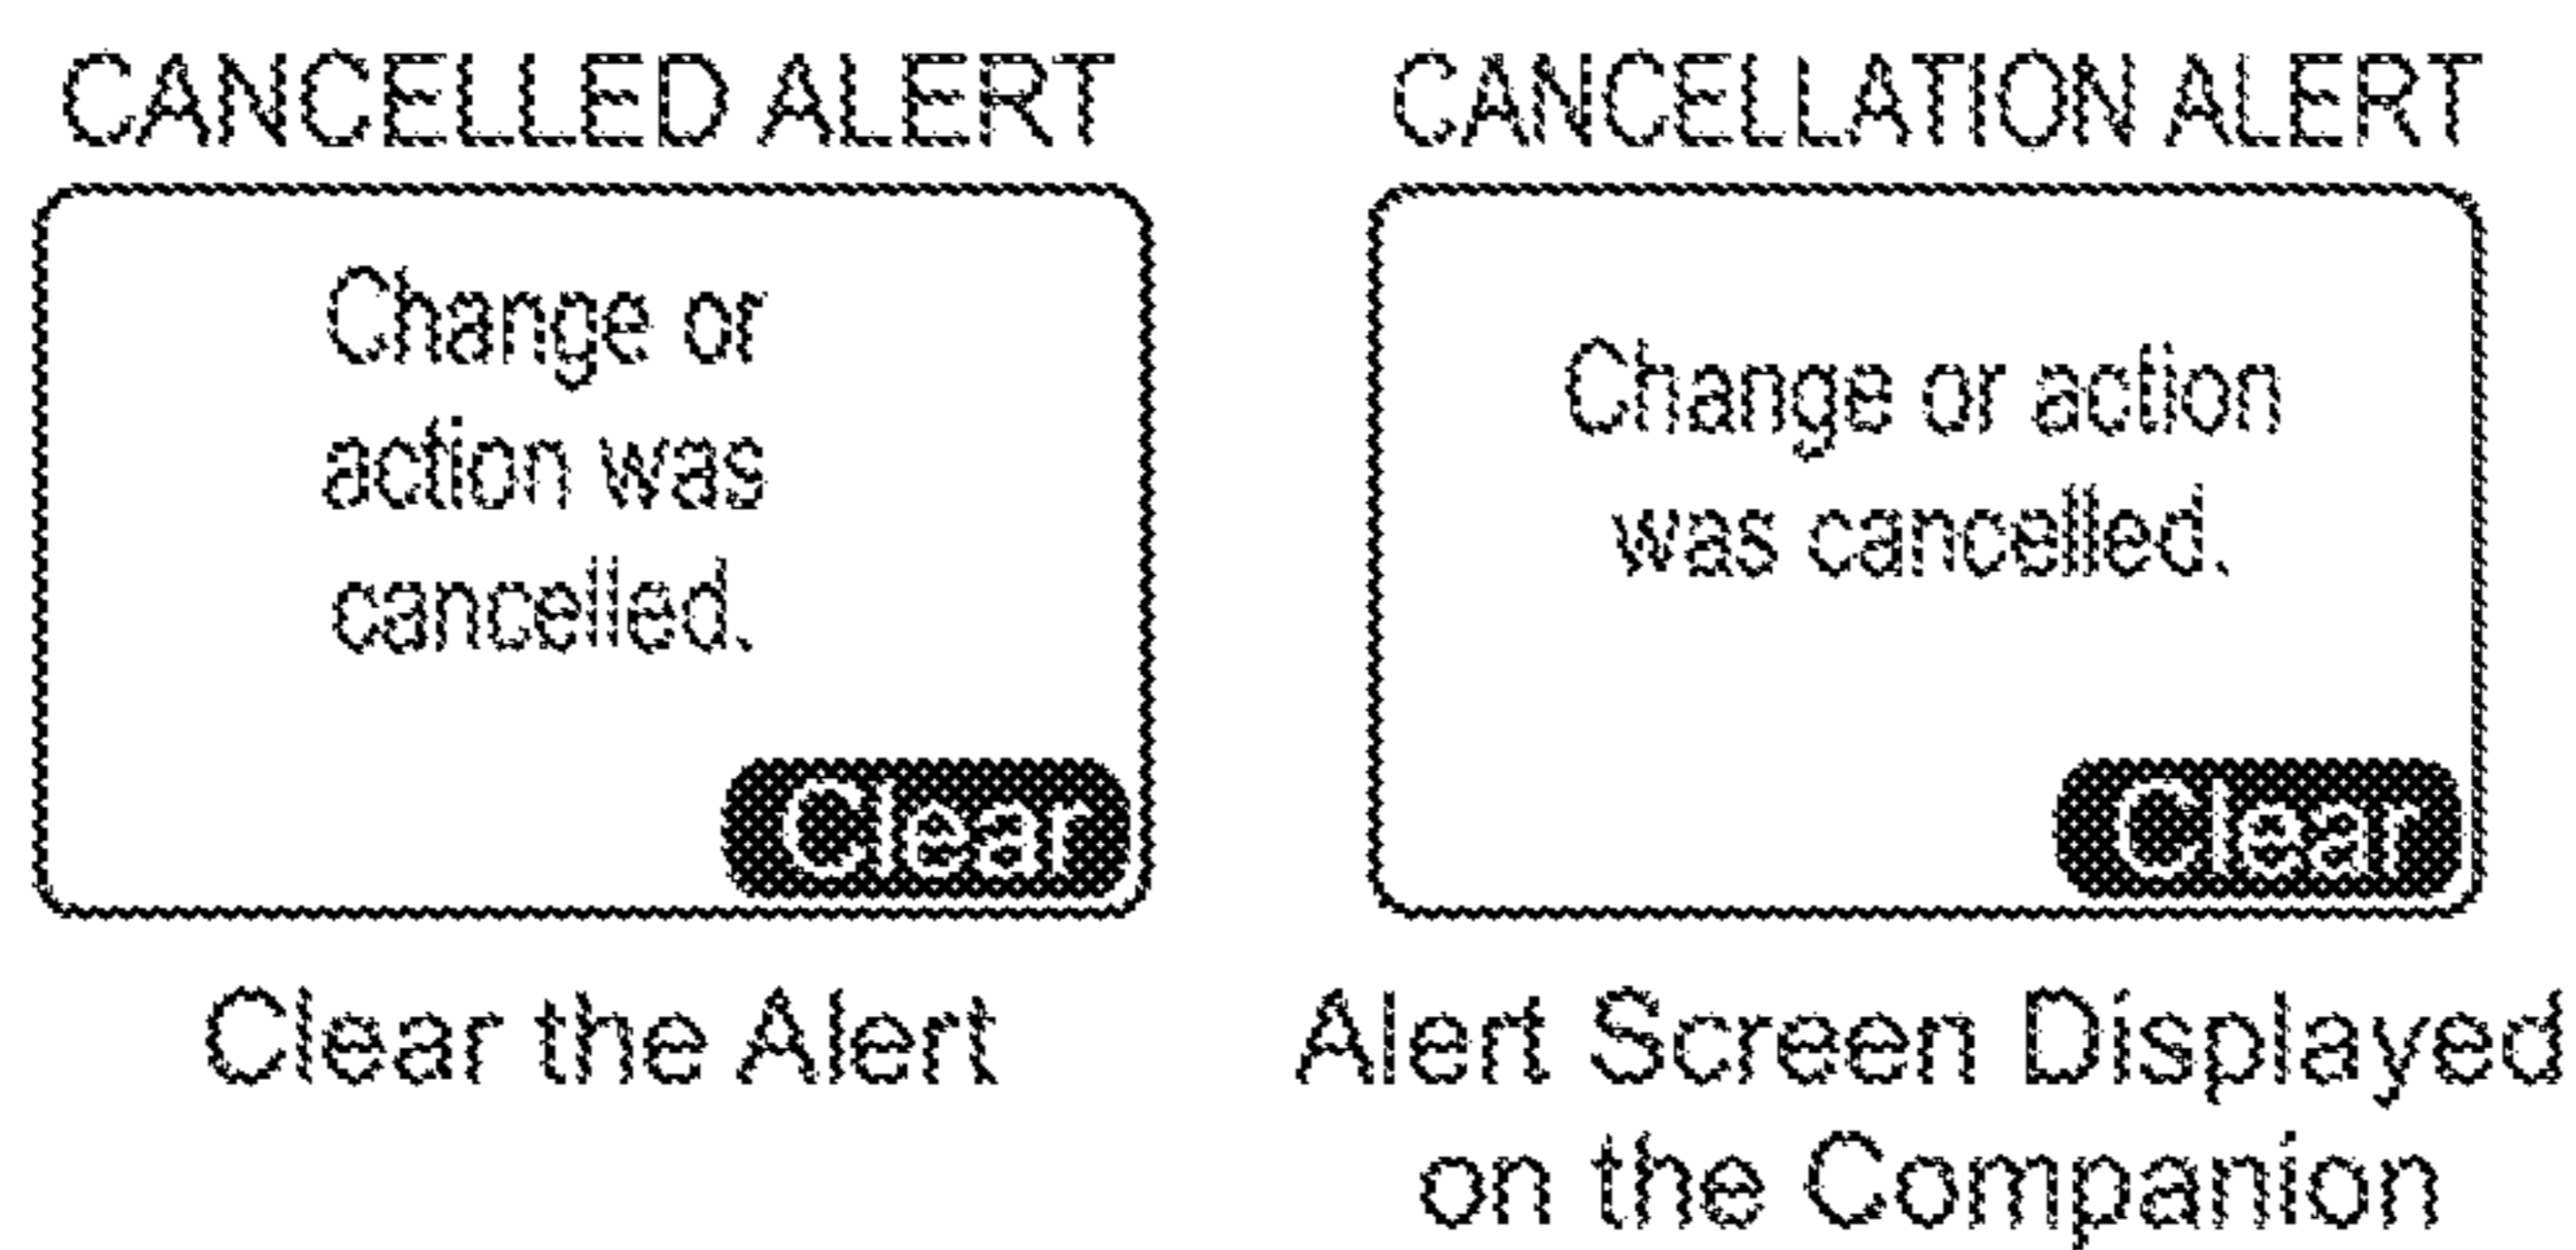 CANCELLED ALERT
Change or
action was
cancelled.
Clear
Clear the Alert
CANCELLATION ALERT
Change or action
was cancelled.
Clear
Alert Screen Displayed
on the Companion